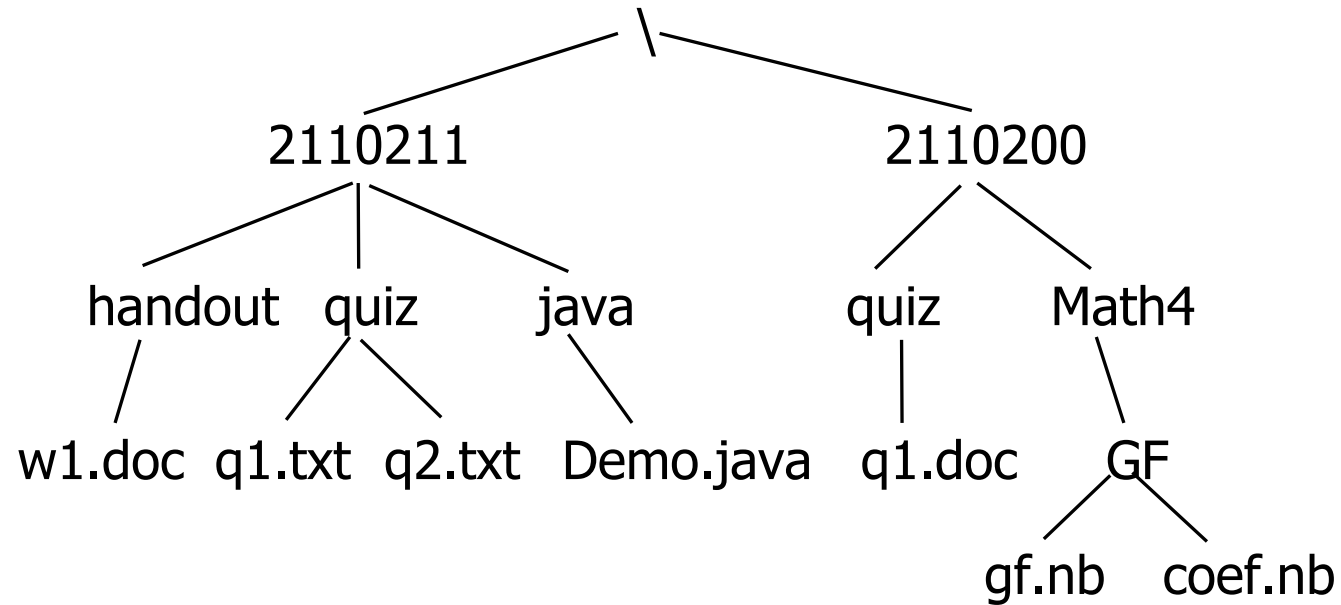 \
2110211 2110200
handout quiz java quiz Math4
w1.doc q1.txt q2.txt Demo.java q1.doc GF
gf.nb coef.nb